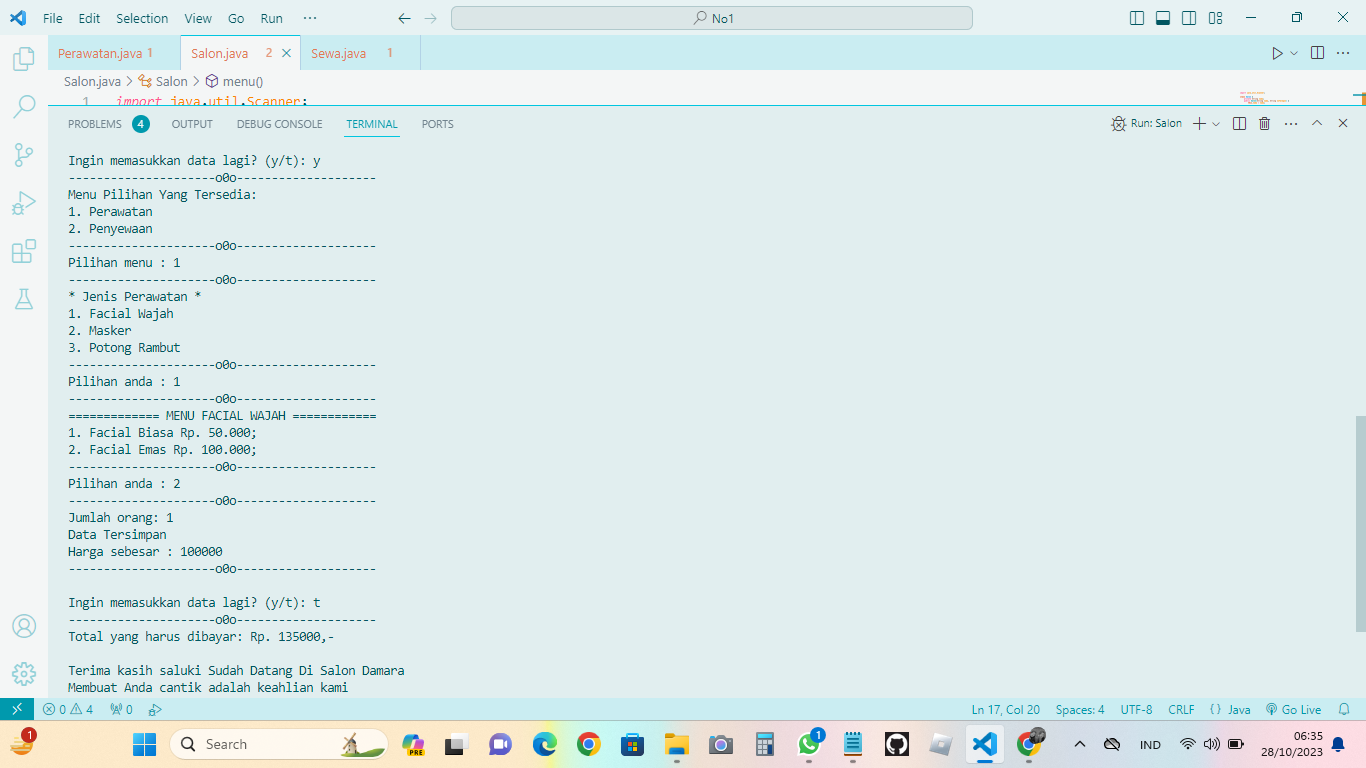 File Edit Selection View Go Run ··· No1
Perawatan.java 1 Salon.java 2 Sewa.java 1
Salon.java > Salon > menu()
1 import java.util.Scanner;
PROBLEMS 4 OUTPUT DEBUG CONSOLE TERMINAL PORTS Run: Salon
Ingin memasukkan data lagi? (y/t): y
---------------------o0o--------------------
Menu Pilihan Yang Tersedia:
1. Perawatan
2. Penyewaan
---------------------o0o--------------------
Pilihan menu : 1
---------------------o0o--------------------
* Jenis Perawatan *
1. Facial Wajah
2. Masker
3. Potong Rambut
---------------------o0o--------------------
Pilihan anda : 1
---------------------o0o--------------------
============= MENU FACIAL WAJAH ============
1. Facial Biasa Rp. 50.000;
2. Facial Emas Rp. 100.000;
---------------------o0o--------------------
Pilihan anda : 2
---------------------o0o--------------------
Jumlah orang: 1
Data Tersimpan
Harga sebesar : 100000
---------------------o0o--------------------
Ingin memasukkan data lagi? (y/t): t
---------------------o0o--------------------
Total yang harus dibayar: Rp. 135000,-
Terima kasih saluki Sudah Datang Di Salon Damara
Membuat Anda cantik adalah keahlian kami
0 4 0 Ln 17, Col 20 Spaces: 4 UTF-8 CRLF {} Java Go Live
1 Search PRE 1 IND 06:35
28/10/2023